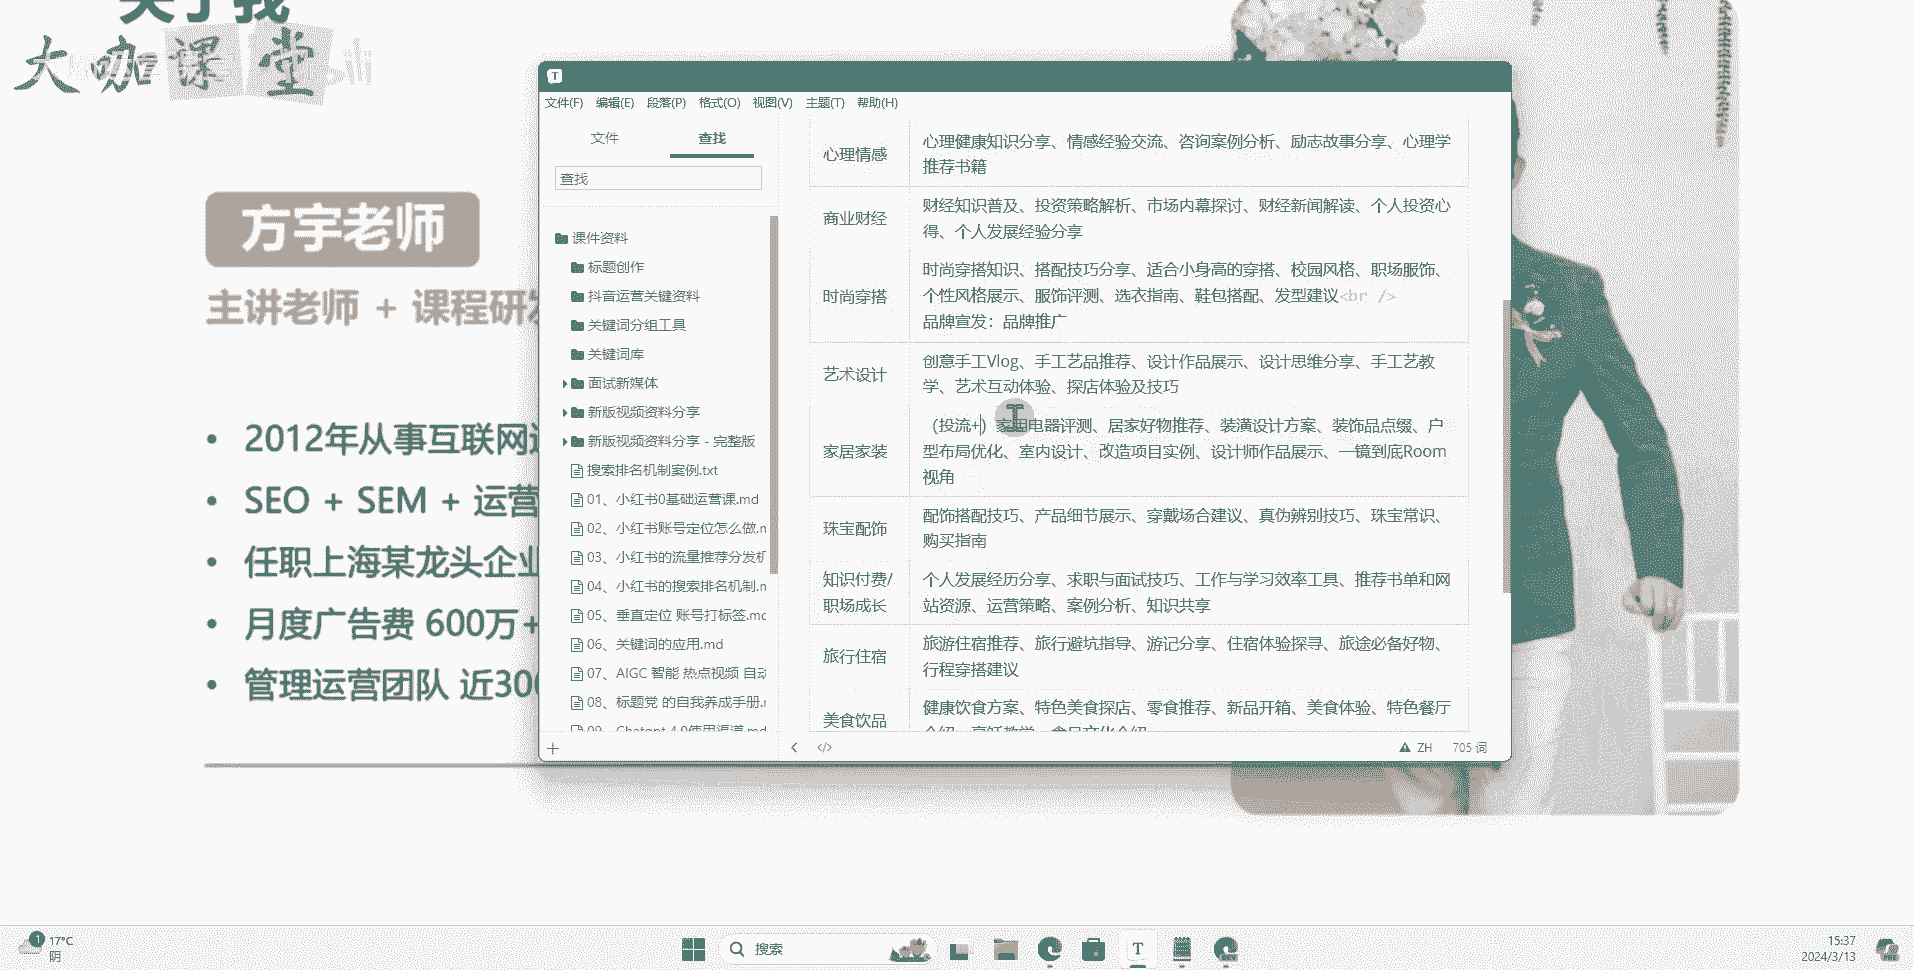 关于我
大咖课堂
方宇老师
主讲老师 + 课程研发
• 2012年从事互联网
• SEO + SEM + 运营
• 任职上海某龙头企业
• 月度广告费 600万+
• 管理运营团队 近300
T
文件(F) 编辑(E) 段落(P) 格式(O) 视图(V) 主题(T) 帮助(H)
文件 查找
查找
课件资料
标题创作
抖音运营关键资料
关键词分组工具
关键词库
面试新媒体
新版视频资料分享
新版视频资料分享 - 完整版
搜索排名机制案例.txt
01、小红书0基础运营课.md
02、小红书账号定位怎么做.m
03、小红书的流量推荐分发机
04、小红书的搜索排名机制.m
05、垂直定位 账号打标签.mc
06、关键词的应用.md
07、AIGC 智能 热点视频 自动
08、标题党 的自我养成手册.r
09、Chatgpt 4.0使用渠道.md
心理情感
心理健康知识分享、情感经验交流、咨询案例分析、励志故事分享、心理学
推荐书籍
商业财经
财经知识普及、投资策略解析、市场内幕探讨、财经新闻解读、个人投资心
得、个人发展经验分享
时尚穿搭
时尚穿搭知识、搭配技巧分享、适合小身高的穿搭、校园风格、职场服饰、
个性风格展示、服饰评测、选衣指南、鞋包搭配、发型建议<br />
品牌宣发：品牌推广
艺术设计
创意手工Vlog、手工艺品推荐、设计作品展示、设计思维分享、手工艺教
学、艺术互动体验、探店体验及技巧
家居家装
（投流+）家用电器评测、居家好物推荐、装潢设计方案、装饰品点缀、户
型布局优化、室内设计、改造项目实例、设计师作品展示、一镜到底Room
视角
珠宝配饰
配饰搭配技巧、产品细节展示、穿戴场合建议、真伪辨别技巧、珠宝常识、
购买指南
知识付费/
职场成长
个人发展经历分享、求职与面试技巧、工作与学习效率工具、推荐书单和网
站资源、运营策略、案例分析、知识共享
旅行住宿
旅游住宿推荐、旅行避坑指导、游记分享、住宿体验探寻、旅途必备好物、
行程穿搭建议
美食饮品
健康饮食方案、特色美食探店、零食推荐、新品开箱、美食体验、特色餐厅
介绍、烹饪教学、食品文化介绍
+ < </> ZH 705 词
1 17°C
阴
搜索
T
DEV
15:37
2024/3/13
PRE